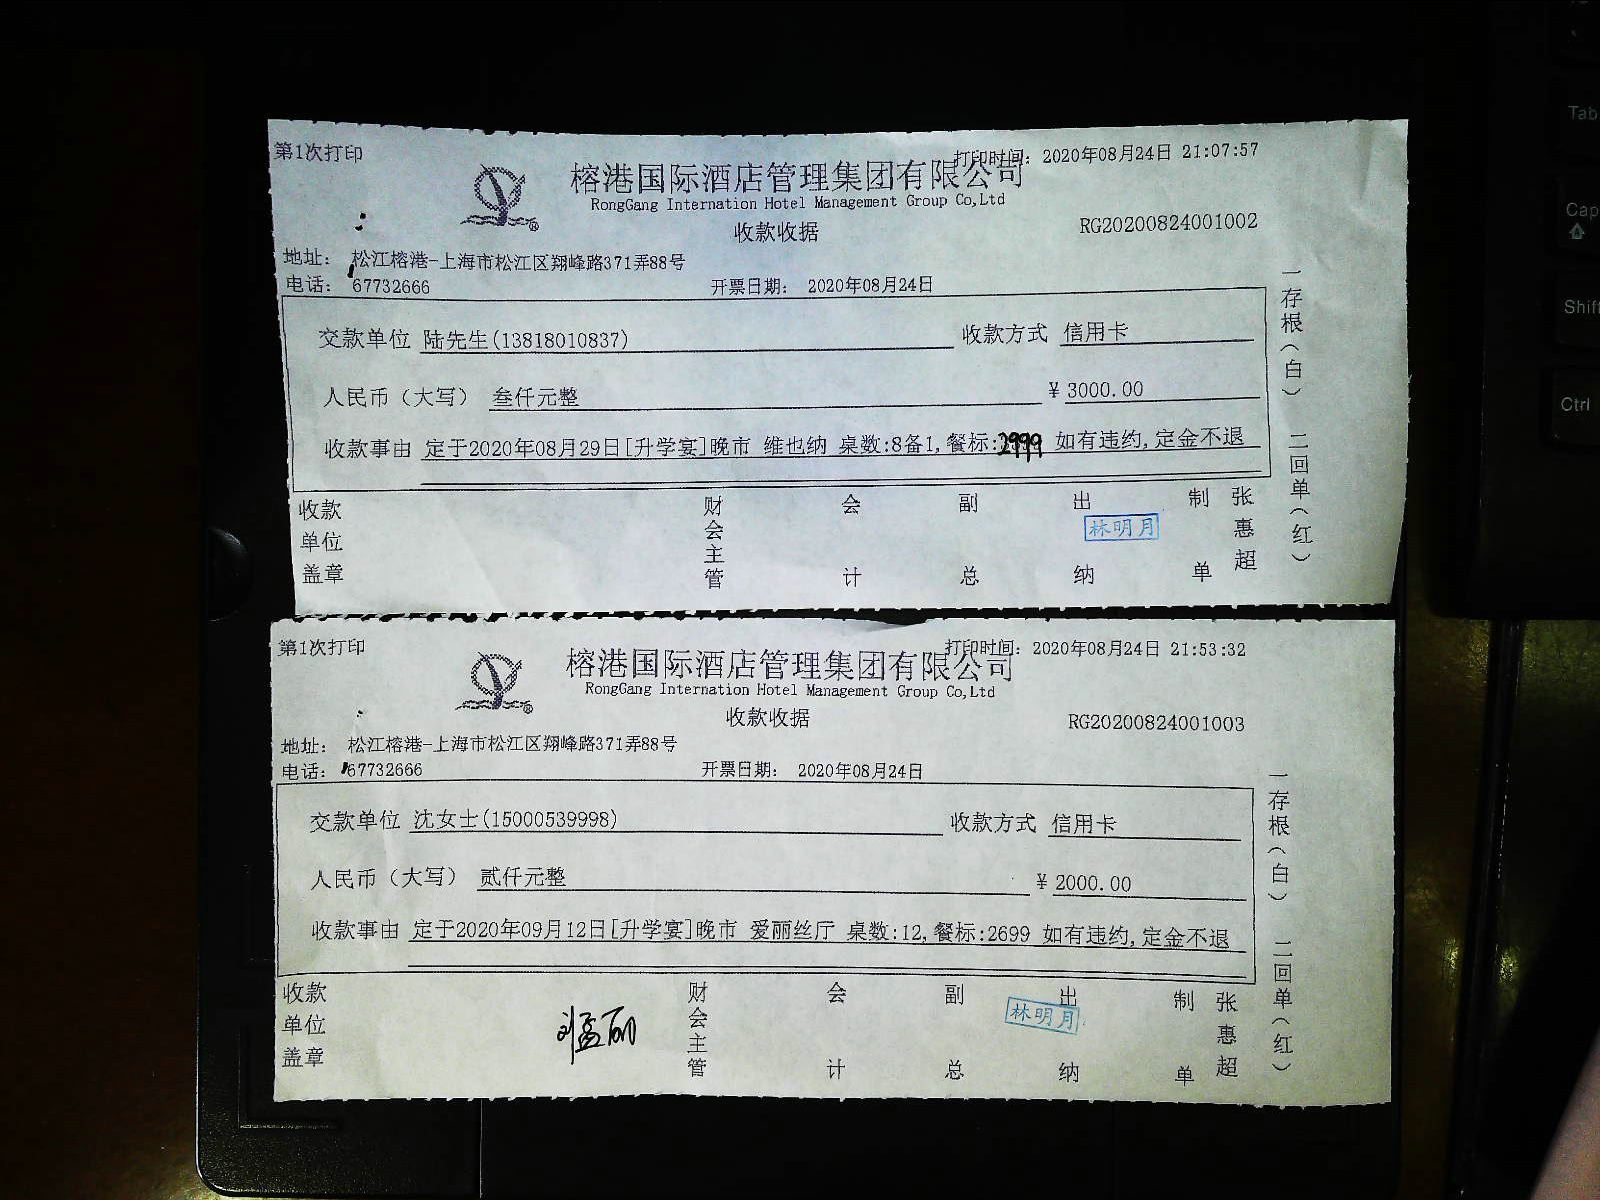 第1次打印
打印时间：2020年08月24日 21:07:57
榕港国际酒店管理集团有限公司
RongGang Internation Hotel Management Group Co,Ltd
收款收据
RG20200824001002
地址： 松江榕港-上海市松江区翔峰路371弄88号
电话： 67732666
开票日期： 2020年08月24日
交款单位 陆先生(13818010837) 收款方式 信用卡
人民币（大写） 叁仟元整 ¥ 3000.00
收款事由 定于2020年08月29日[升学宴]晚市 维也纳 桌数:8备1,餐标:2999 如有违约,定金不退
一存根（白） 二回单（红）
收款单位盖章 财会主管 会计 副总 出纳 林明月 制单 张惠超
第1次打印
打印时间：2020年08月24日 21:53:32
榕港国际酒店管理集团有限公司
RongGang Internation Hotel Management Group Co,Ltd
收款收据
RG20200824001003
地址： 松江榕港-上海市松江区翔峰路371弄88号
电话： 67732666
开票日期： 2020年08月24日
交款单位 沈女士(15000539998) 收款方式 信用卡
人民币（大写） 贰仟元整 ¥ 2000.00
收款事由 定于2020年09月12日[升学宴]晚市 爱丽丝厅 桌数:12,餐标:2699 如有违约,定金不退
一存根（白） 二回单（红）
收款单位盖章 财会主管 会计 副总 出纳 林明月 制单 张惠超
Tab
Cap
Shift
Ctrl